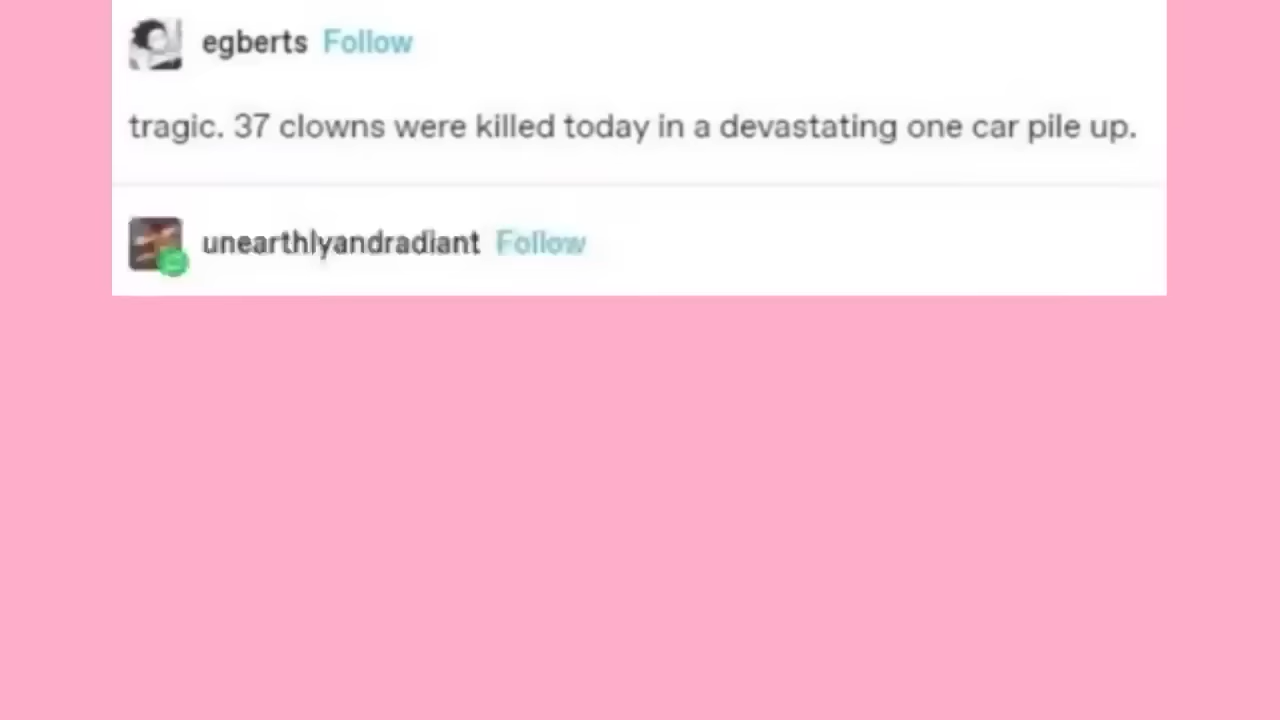 egberts Follow
tragic. 37 clowns were killed today in a devastating one car pile up.
unearthlyandradiant Follow